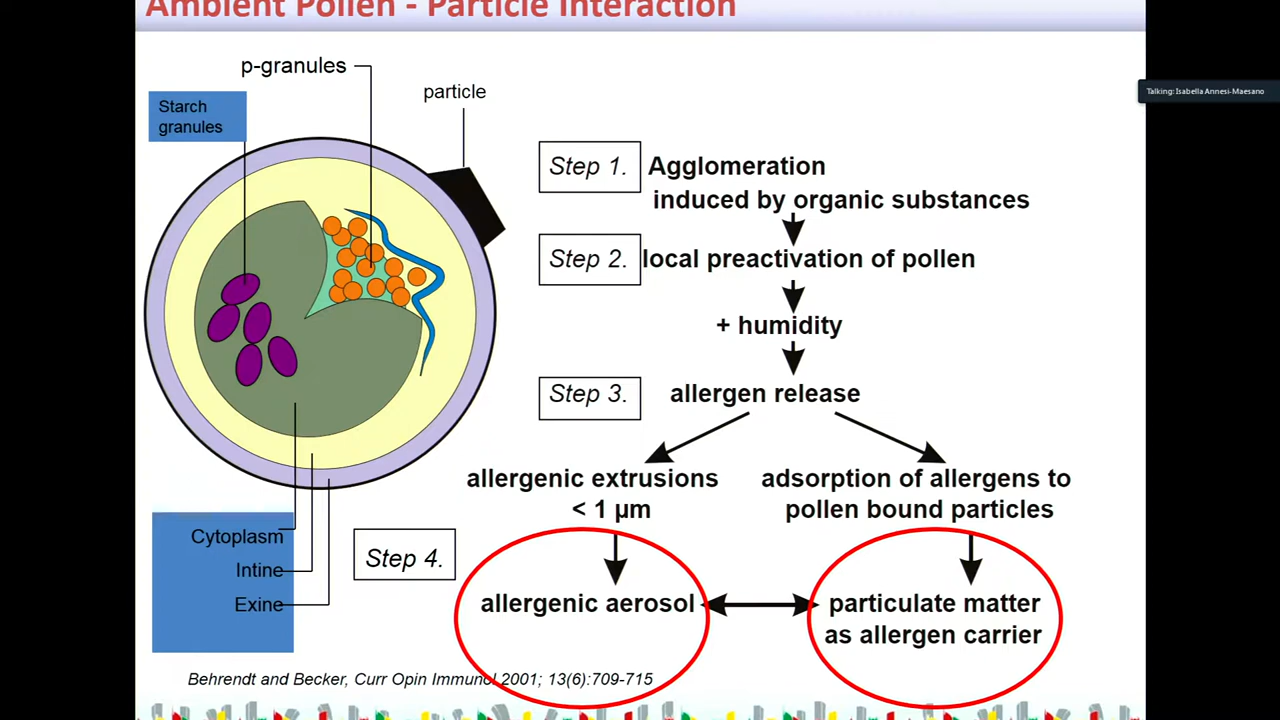 Ambient Pollen - Particle Interaction
p-granules
particle
Starch
granules
Talking: Isabella Annesi-Maesano
Step 1.
Agglomeration
induced by organic substances
Step 2.
local preactivation of pollen
+ humidity
Step 3.
allergen release
allergenic extrusions
< 1 µm
adsorption of allergens to
pollen bound particles
Cytoplasm
Intine
Exine
Step 4.
allergenic aerosol
particulate matter
as allergen carrier
Behrendt and Becker, Curr Opin Immunol 2001; 13(6):709-715